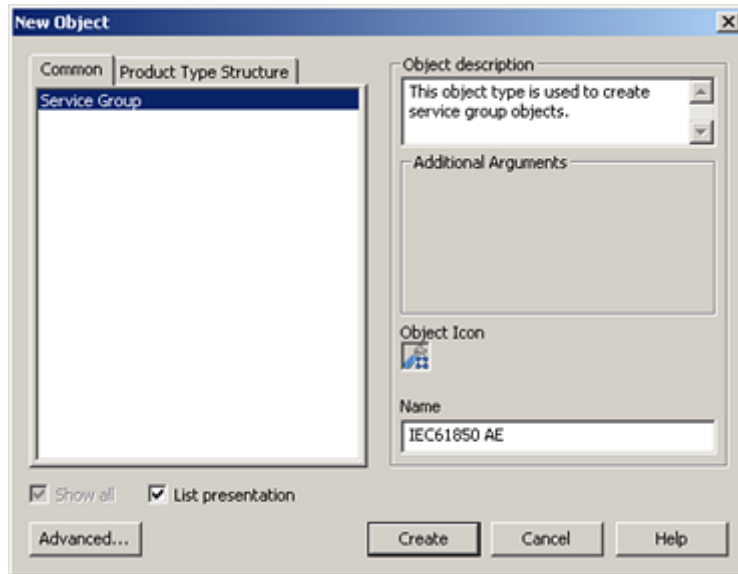 New Object
Common
Product Type Structure
Service Group
Object description
This object type is used to create
service group objects.
Additional Arguments
Object Icon
Name
IEC61850 AE
Show all
List presentation
Advanced...
Create
Cancel
Help